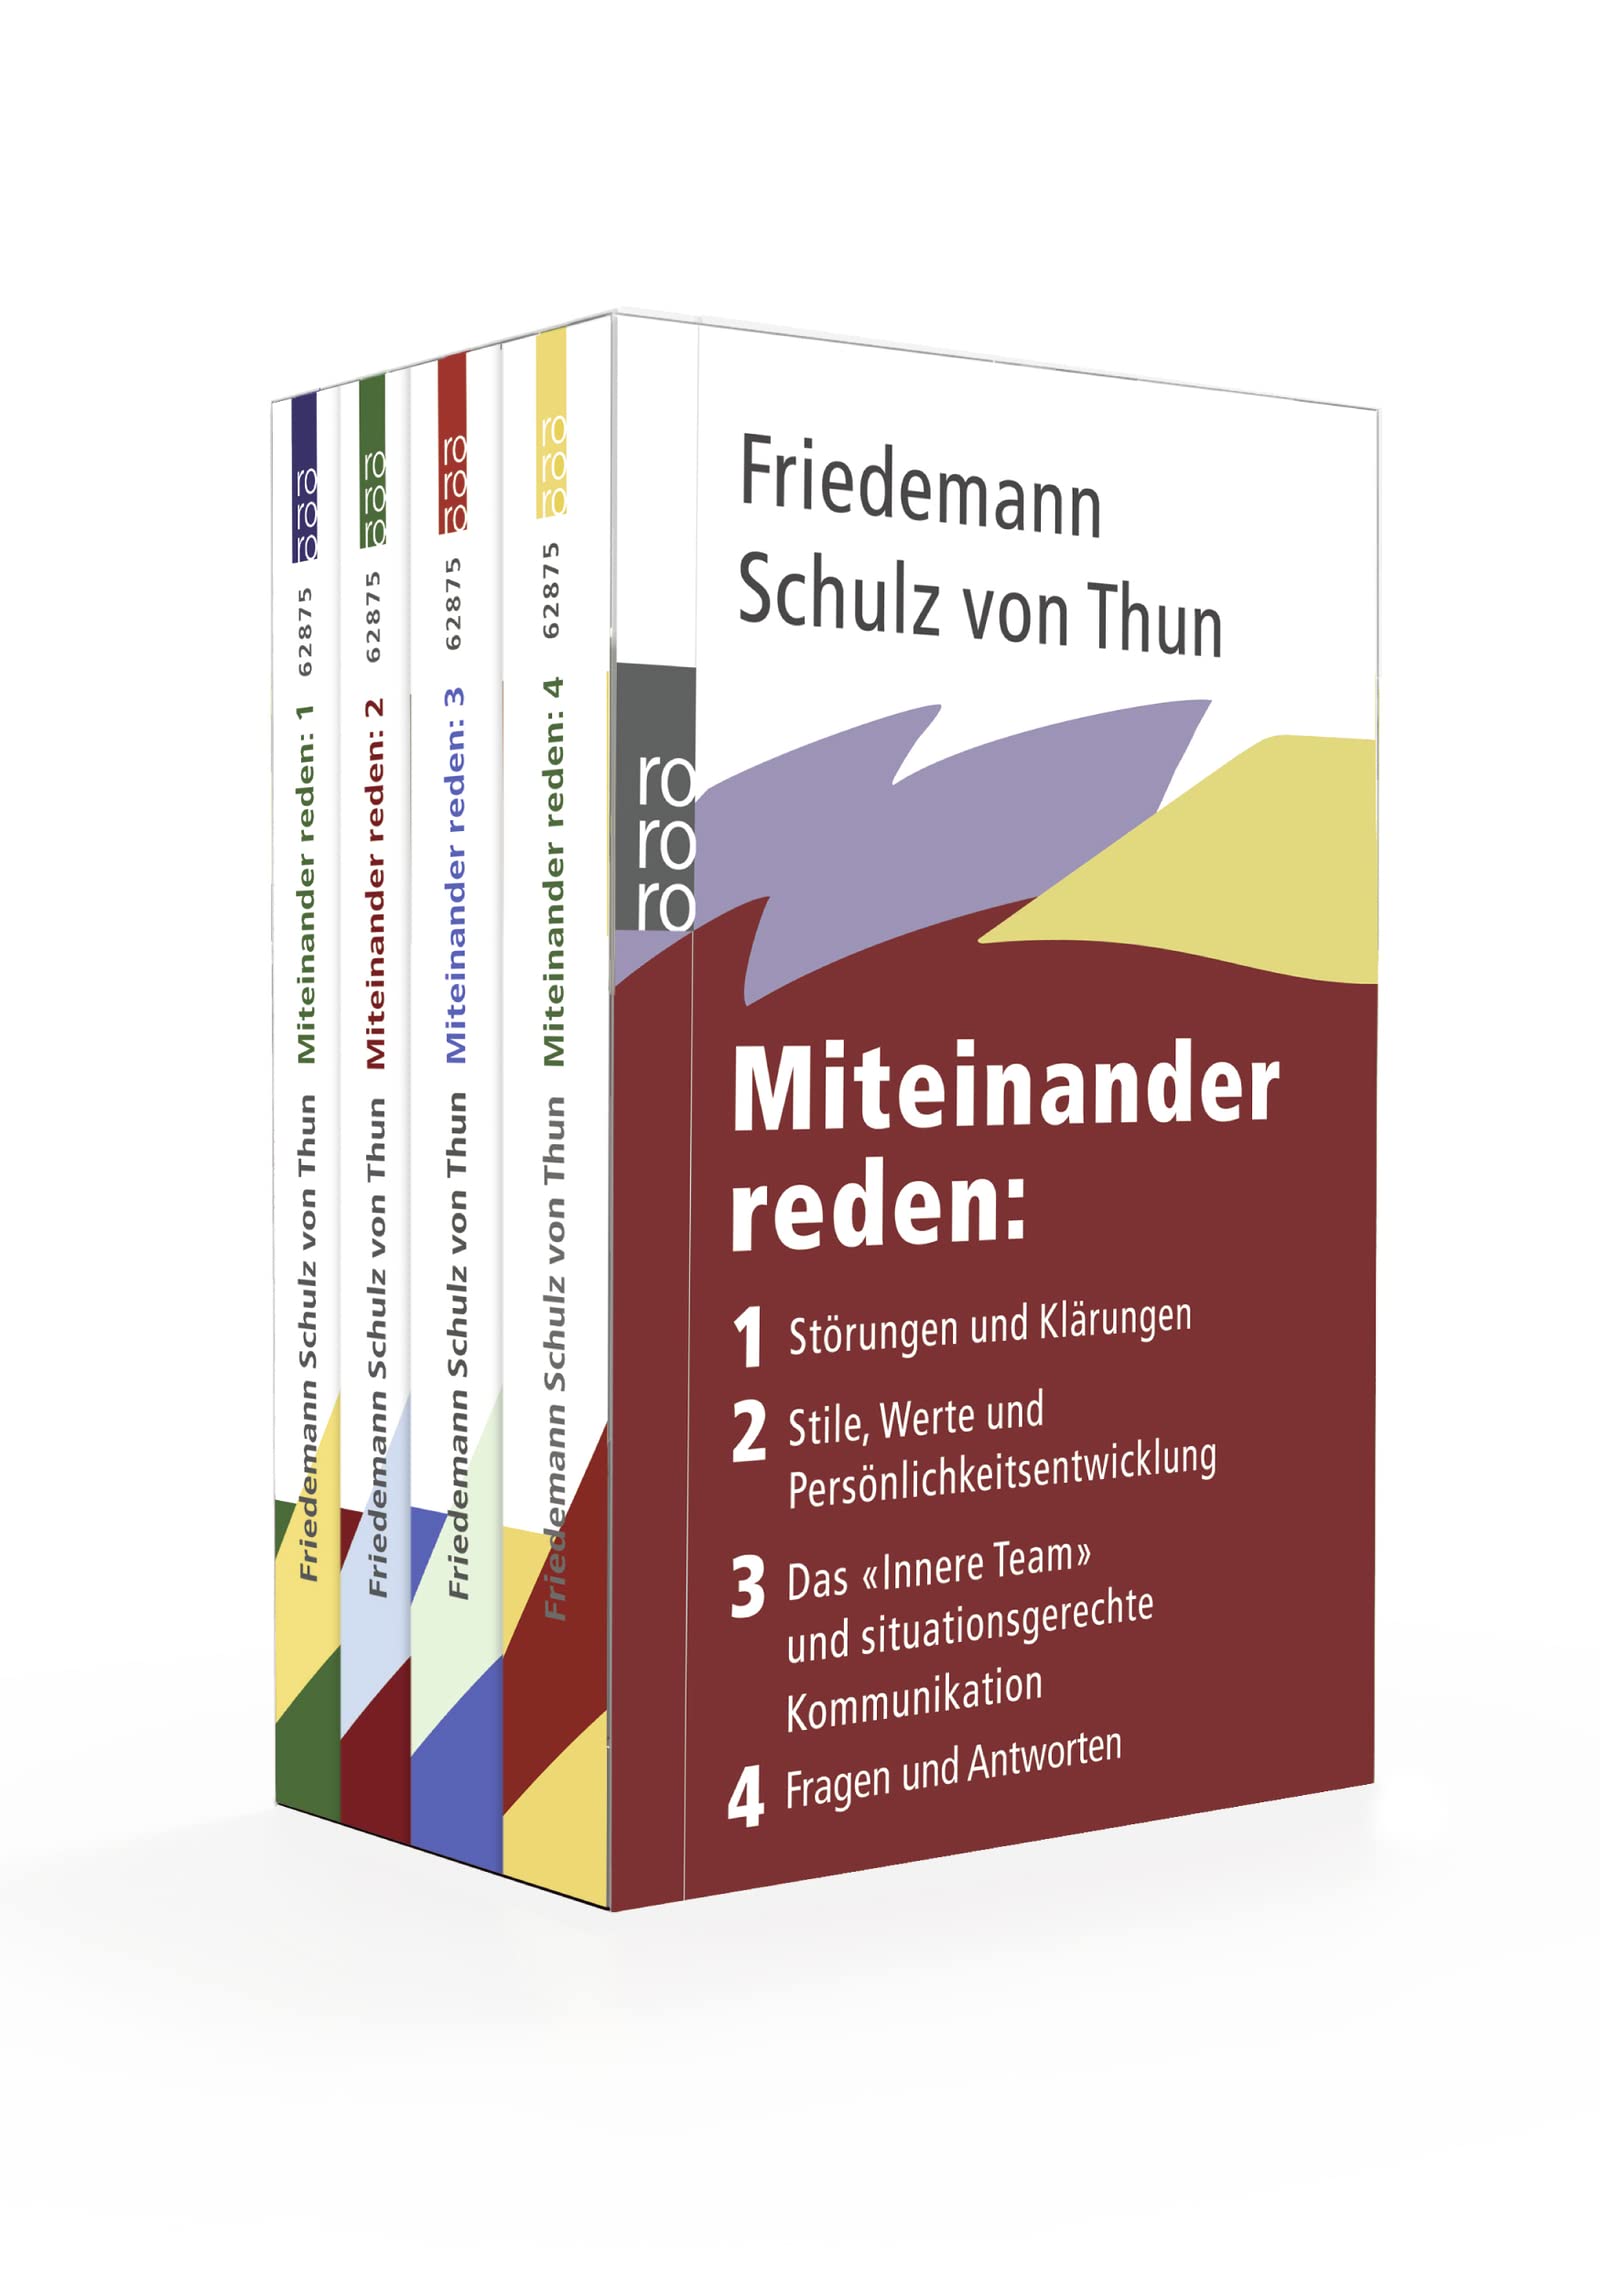 ro
ro
ro
62875
Miteinander reden: 1
Friedemann Schulz von Thun
ro
ro
ro
62875
Miteinander reden: 2
Friedemann Schulz von Thun
ro
ro
ro
62875
Miteinander reden: 3
Friedemann Schulz von Thun
ro
ro
ro
62875
Miteinander reden: 4
Friedemann Schulz von Thun
Friedemann
Schulz von Thun
ro
ro
ro
Miteinander
reden:
1 Störungen und Klärungen
2 Stile, Werte und
Persönlichkeitsentwicklung
3 Das «Innere Team»
und situationsgerechte
Kommunikation
4 Fragen und Antworten